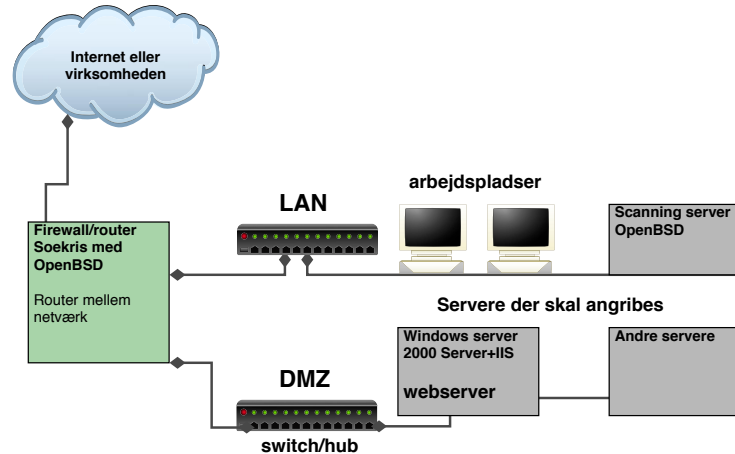 Internet eller
virksomheden
arbejdspladser
LAN
Scanning server
OpenBSD
Firewall/router
Soekris med
OpenBSD
Router mellem
netværk
Servere der skal angribes
Windows server
2000 Server+IIS
webserver
Andre servere
DMZ
switch/hub